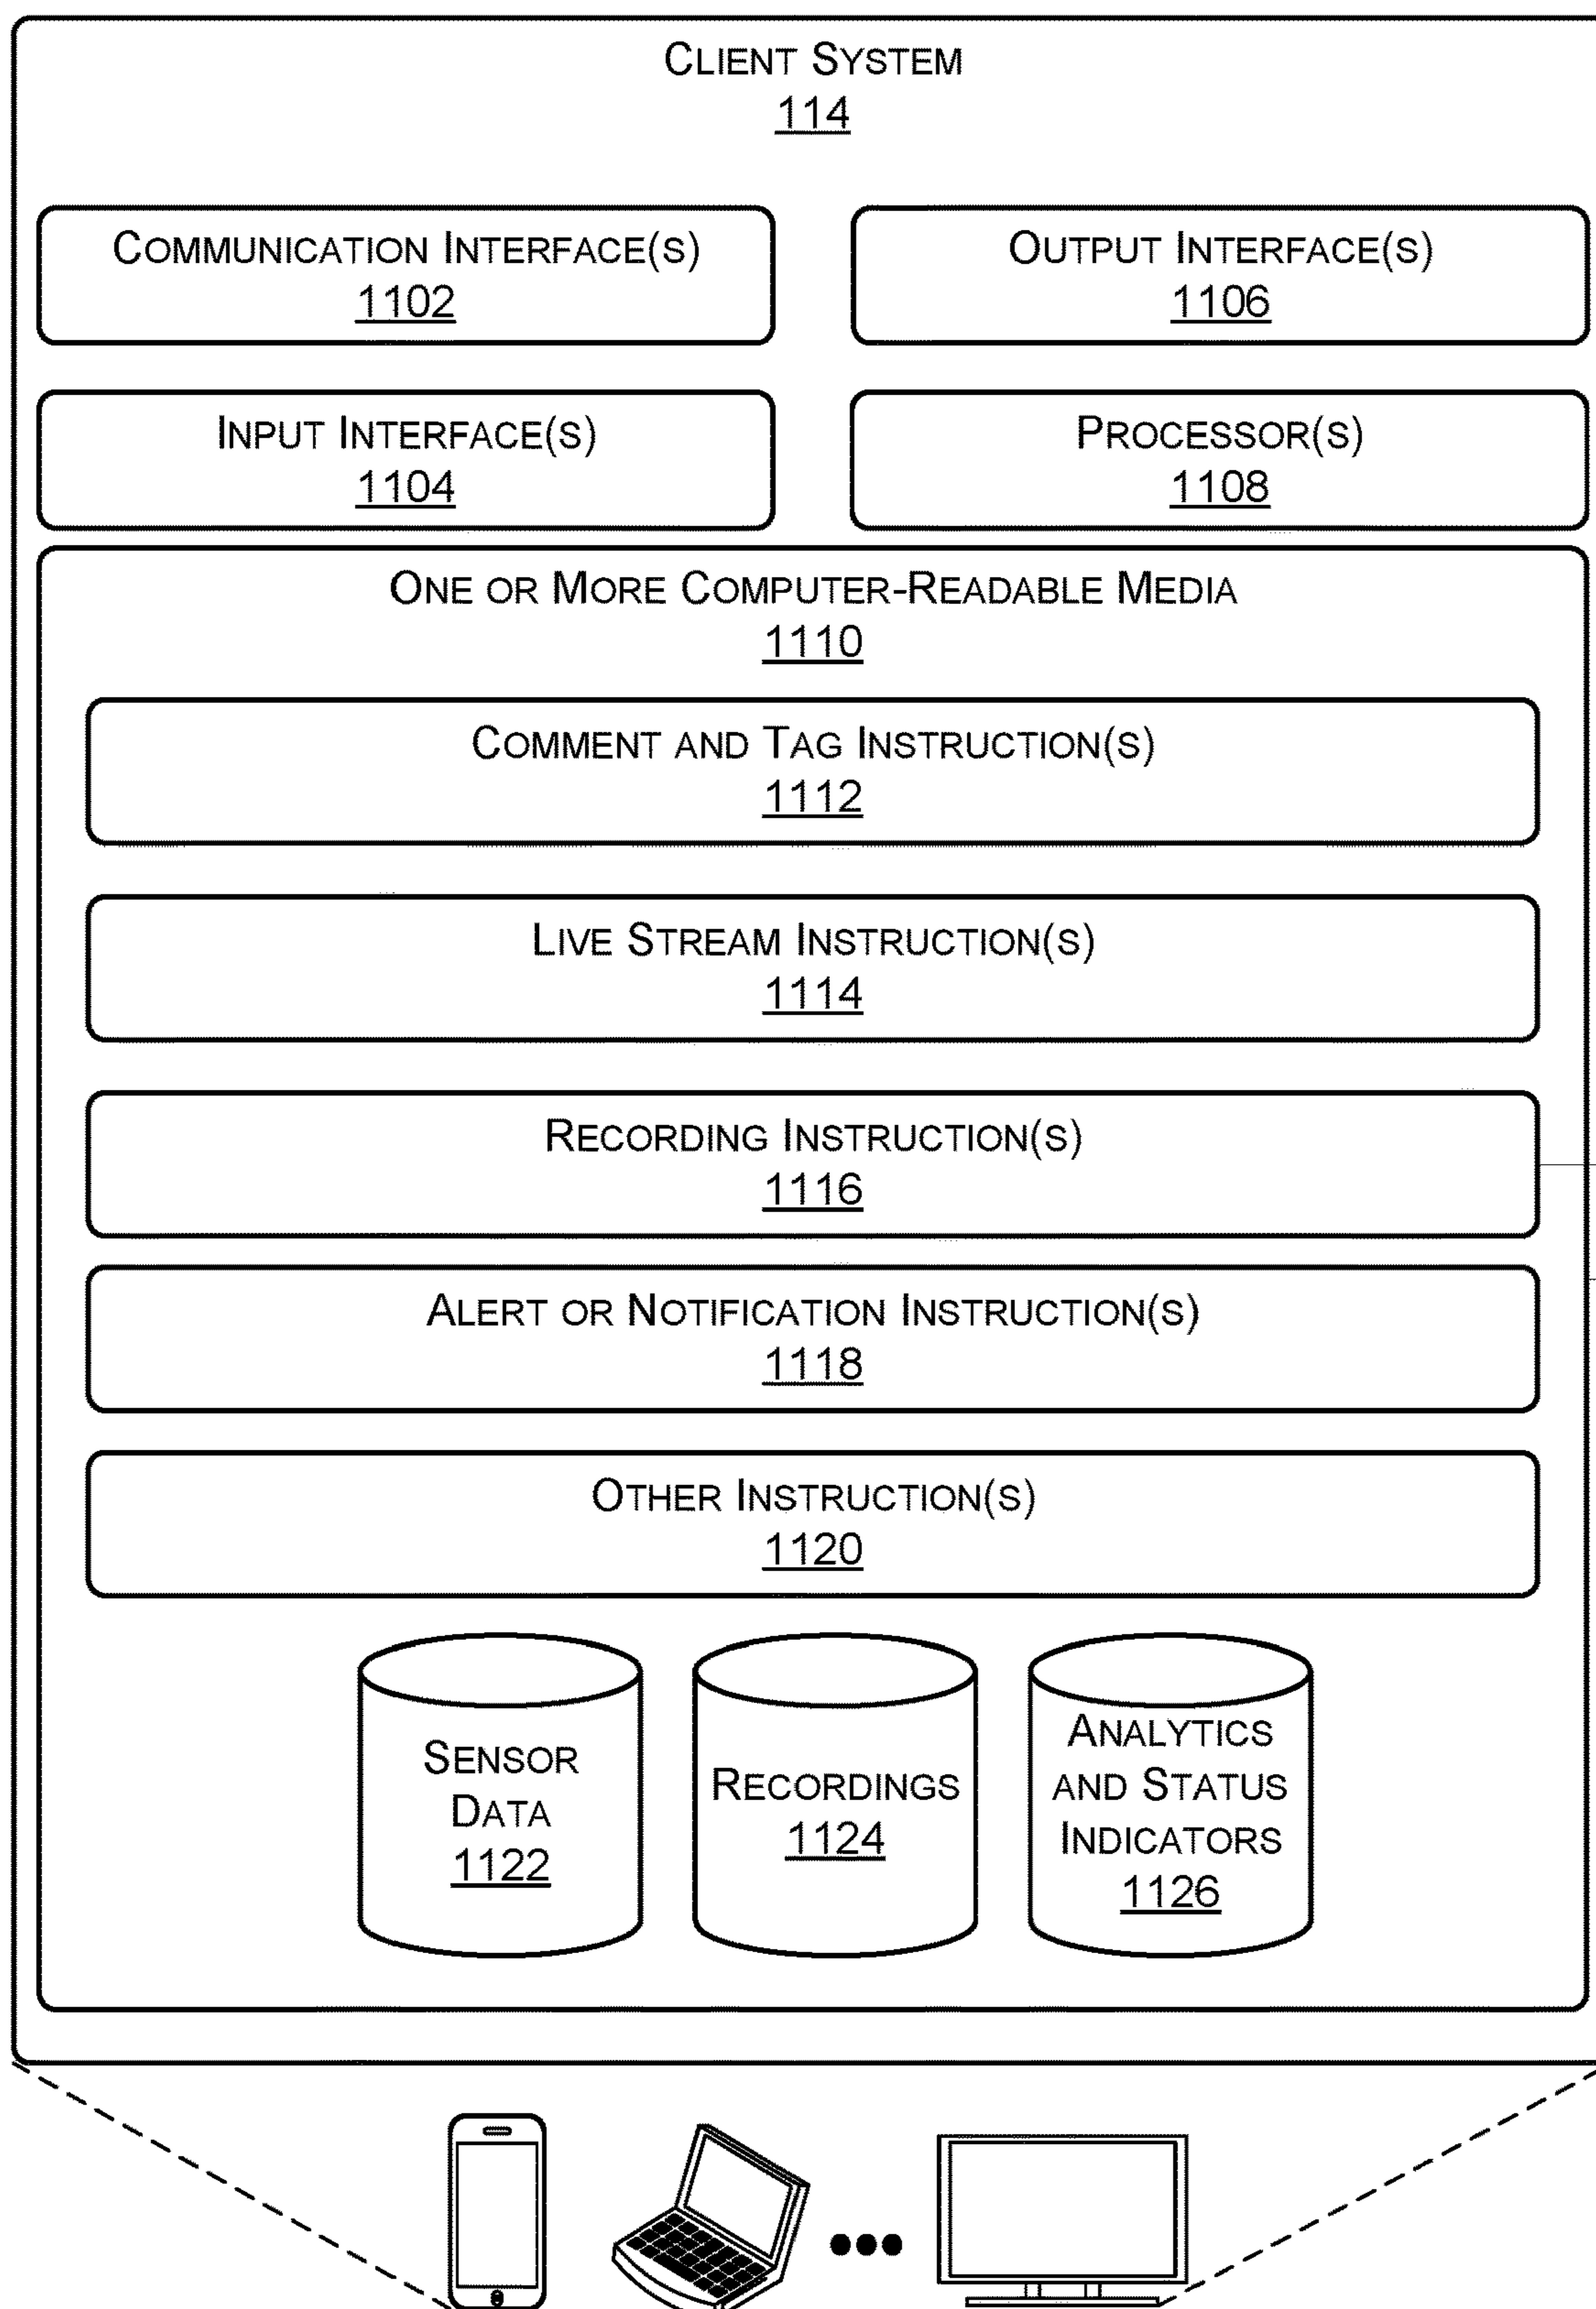 CLIENT SYSTEM
114
COMMUNICATION INTERFACE(S)
1102
OUTPUT INTERFACE(S)
1106
INPUT INTERFACE(S)
1104
PROCESSOR(S)
1108
ONE OR MORE COMPUTER-READABLE MEDIA
1110
COMMENT AND TAG INSTRUCTION(S)
1112
LIVE STREAM INSTRUCTION(S)
1114
RECORDING INSTRUCTION(S)
1116
ALERT OR NOTIFICATION INSTRUCTION(S)
1118
OTHER INSTRUCTION(S)
1120
SENSOR
DATA
1122
RECORDINGS
1124
ANALYTICS
AND STATUS
INDICATORS
1126